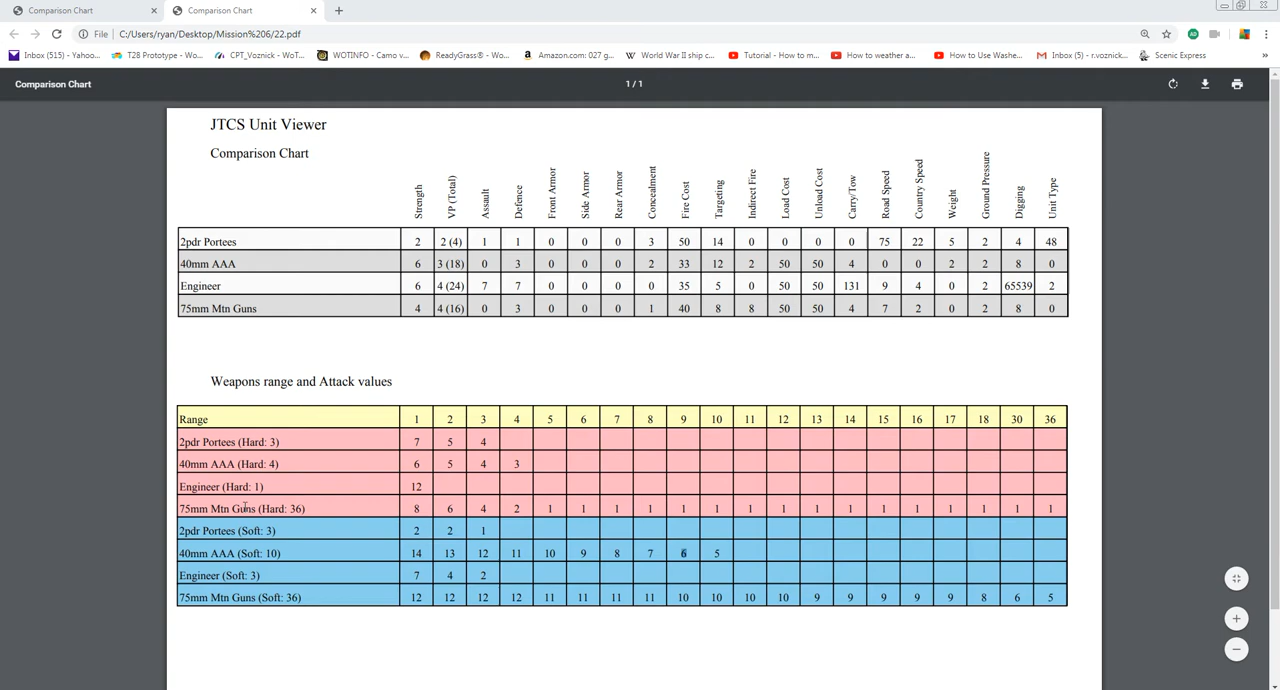 Comparison Chart
Comparison Chart
File C:/Users/ryan/Desktop/Mission%206/22.pdf
Inbox (515) - Yahoo... T28 Prototype - Wo... CPT_Voznick - WoT... WOTINFO - Camo v... ReadyGrass® - Wo... Amazon.com: 027 g... World War II ship c... Tutorial - How to m... How to weather a... How to Use Washe... Inbox (5) - r.voznick... Scenic Express »
Comparison Chart 1 / 1
JTCS Unit Viewer
Comparison Chart
Strength VP (Total) Assault Defence Front Armor Side Armor Rear Armor Concealment Fire Cost Targeting Indirect Fire Load Cost Unload Cost Carry/Tow Road Speed Country Speed Weight Ground Pressure Digging Unit Type
2pdr Portees 2 2 (4) 1 1 0 0 0 3 50 14 0 0 0 0 75 22 5 2 4 48
40mm AAA 6 3 (18) 0 3 0 0 0 2 33 12 2 50 50 4 0 0 2 2 8 0
Engineer 6 4 (24) 7 7 0 0 0 0 35 5 0 50 50 131 9 4 0 2 65539 2
75mm Mtn Guns 4 4 (16) 0 3 0 0 0 1 40 8 8 50 50 4 7 2 0 2 8 0
Weapons range and Attack values
Range 1 2 3 4 5 6 7 8 9 10 11 12 13 14 15 16 17 18 30 36
2pdr Portees (Hard: 3) 7 5 4
40mm AAA (Hard: 4) 6 5 4 3
Engineer (Hard: 1) 12
75mm Mtn Guns (Hard: 36) 8 6 4 2 1 1 1 1 1 1 1 1 1 1 1 1 1 1 1 1
2pdr Portees (Soft: 3) 2 2 1
40mm AAA (Soft: 10) 14 13 12 11 10 9 8 7 6 5
Engineer (Soft: 3) 7 4 2
75mm Mtn Guns (Soft: 36) 12 12 12 12 11 11 11 11 10 10 10 10 9 9 9 9 9 8 6 5